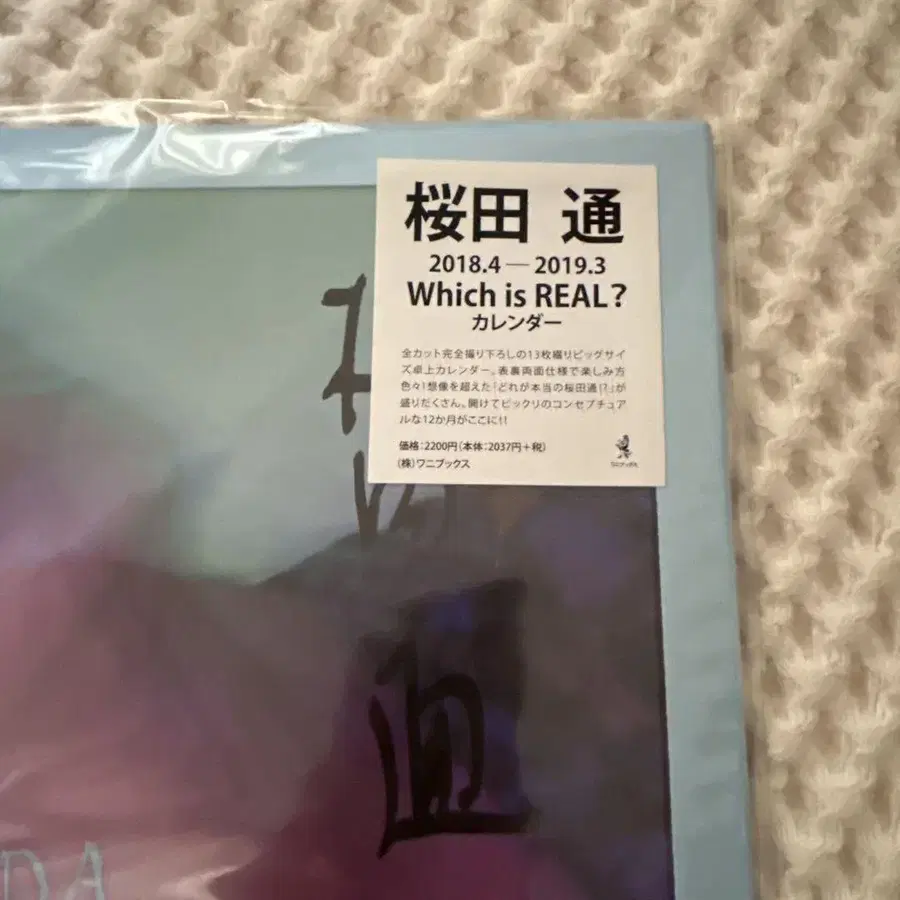 桜田 通
2018.4―2019.3
Which is REAL?
カレンダー
全カット完全撮り下ろしの13枚綴りビッグサイ
ズ卓上カレンダー。表裏両面仕様で楽しみ方
色々!想像を超えた「どれが本当の桜田通!?」が
盛りだくさん。開けてビックリのコンセプチュア
ルな12か月がここに!!
価格:2200円(本体:2037円+税)
(株)ワニブックス
通
DA